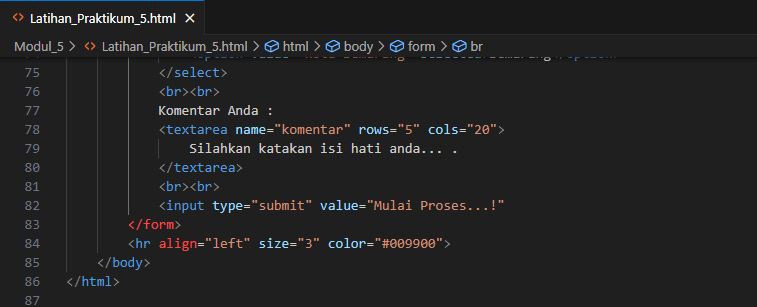 Latihan_Praktikum_5.html
Modul_5 > Latihan_Praktikum_5.html > html > body > form > br
75 </select>
76 <br><br>
77 Komentar Anda :
78 <textarea name="komentar" rows="5" cols="20">
79 Silahkan katakan isi hati anda... .
80 </textarea>
81 <br><br>
82 <input type="submit" value="Mulai Proses...!"
83 </form>
84 <hr align="left" size="3" color="#009900">
85 </body>
86 </html>
87